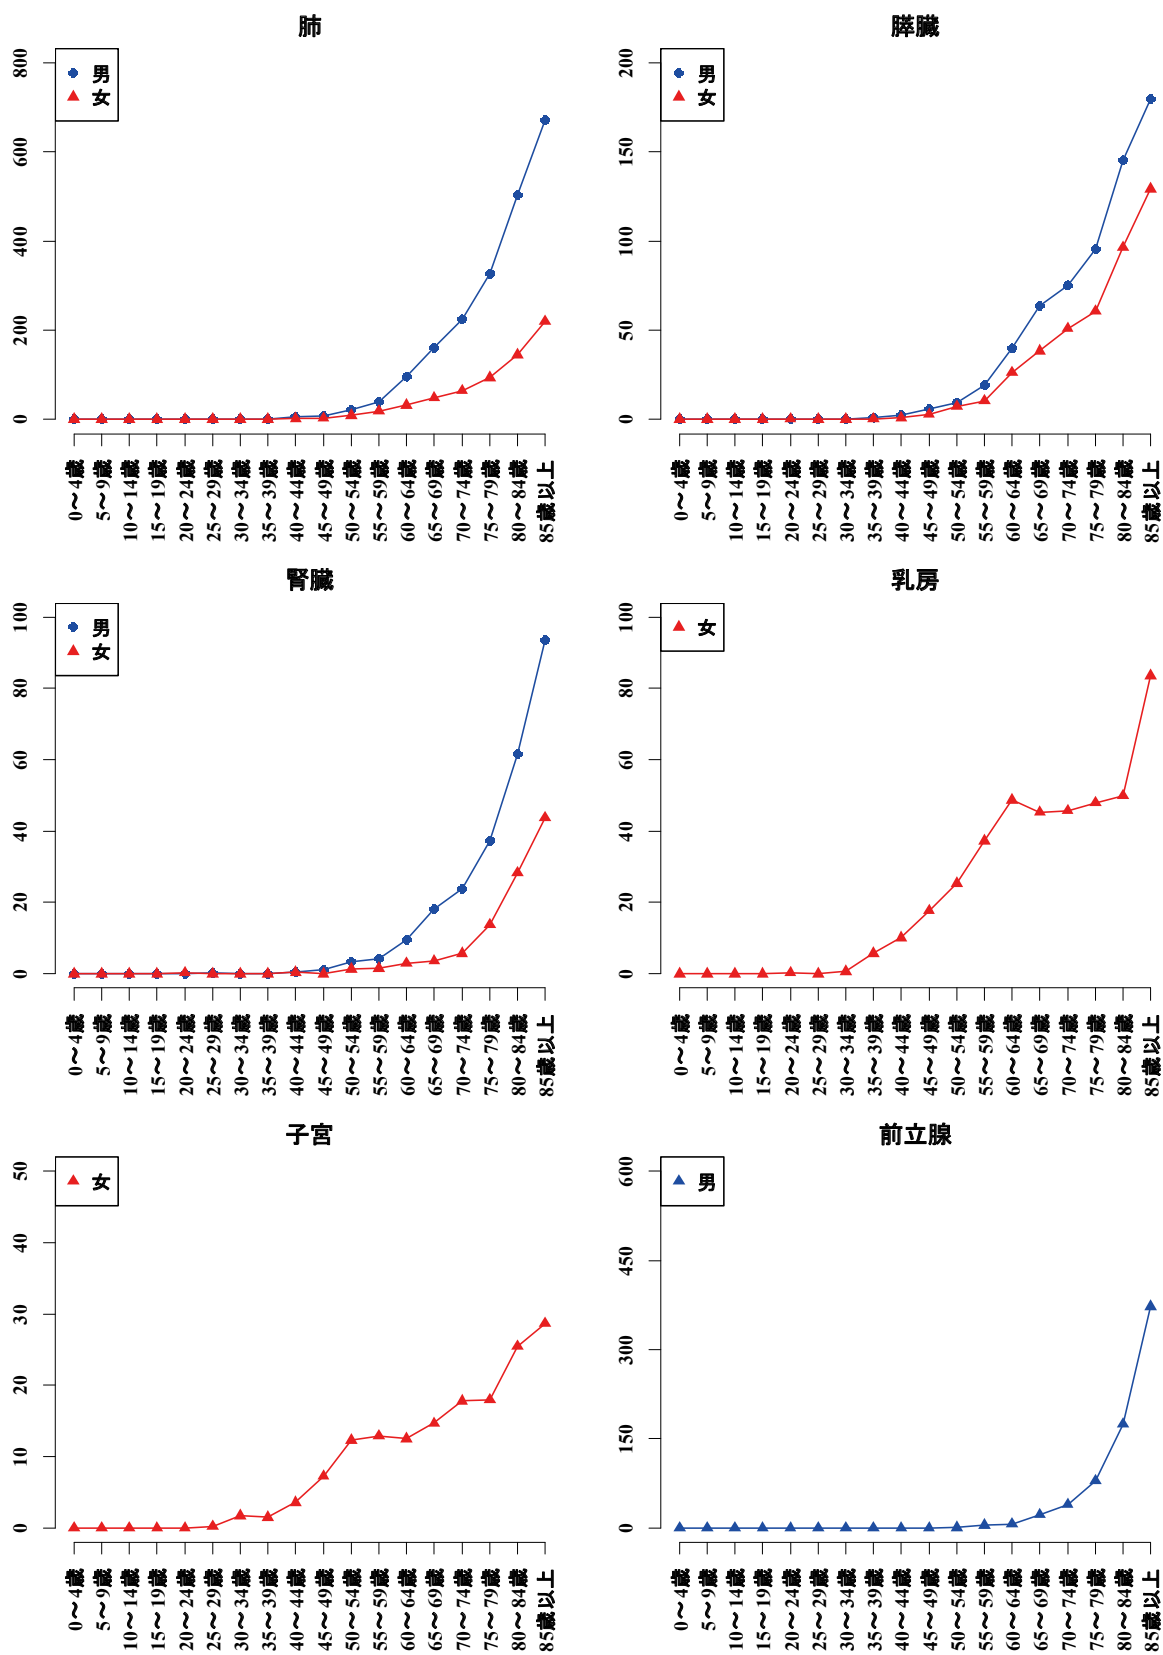 肺
800
600
400
200
0
男
女
0〜4歳
5〜9歳
10〜14歳
15〜19歳
20〜24歳
25〜29歳
30〜34歳
35〜39歳
40〜44歳
45〜49歳
50〜54歳
55〜59歳
60〜64歳
65〜69歳
70〜74歳
75〜79歳
80〜84歳
85歳以上
膵臓
200
150
100
50
0
男
女
0〜4歳
5〜9歳
10〜14歳
15〜19歳
20〜24歳
25〜29歳
30〜34歳
35〜39歳
40〜44歳
45〜49歳
50〜54歳
55〜59歳
60〜64歳
65〜69歳
70〜74歳
75〜79歳
80〜84歳
85歳以上
腎臓
100
80
60
40
20
0
男
女
0〜4歳
5〜9歳
10〜14歳
15〜19歳
20〜24歳
25〜29歳
30〜34歳
35〜39歳
40〜44歳
45〜49歳
50〜54歳
55〜59歳
60〜64歳
65〜69歳
70〜74歳
75〜79歳
80〜84歳
85歳以上
乳房
100
80
60
40
20
0
女
0〜4歳
5〜9歳
10〜14歳
15〜19歳
20〜24歳
25〜29歳
30〜34歳
35〜39歳
40〜44歳
45〜49歳
50〜54歳
55〜59歳
60〜64歳
65〜69歳
70〜74歳
75〜79歳
80〜84歳
85歳以上
子宮
50
40
30
20
10
0
女
0〜4歳
5〜9歳
10〜14歳
15〜19歳
20〜24歳
25〜29歳
30〜34歳
35〜39歳
40〜44歳
45〜49歳
50〜54歳
55〜59歳
60〜64歳
65〜69歳
70〜74歳
75〜79歳
80〜84歳
85歳以上
前立腺
600
450
300
150
0
男
0〜4歳
5〜9歳
10〜14歳
15〜19歳
20〜24歳
25〜29歳
30〜34歳
35〜39歳
40〜44歳
45〜49歳
50〜54歳
55〜59歳
60〜64歳
65〜69歳
70〜74歳
75〜79歳
80〜84歳
85歳以上